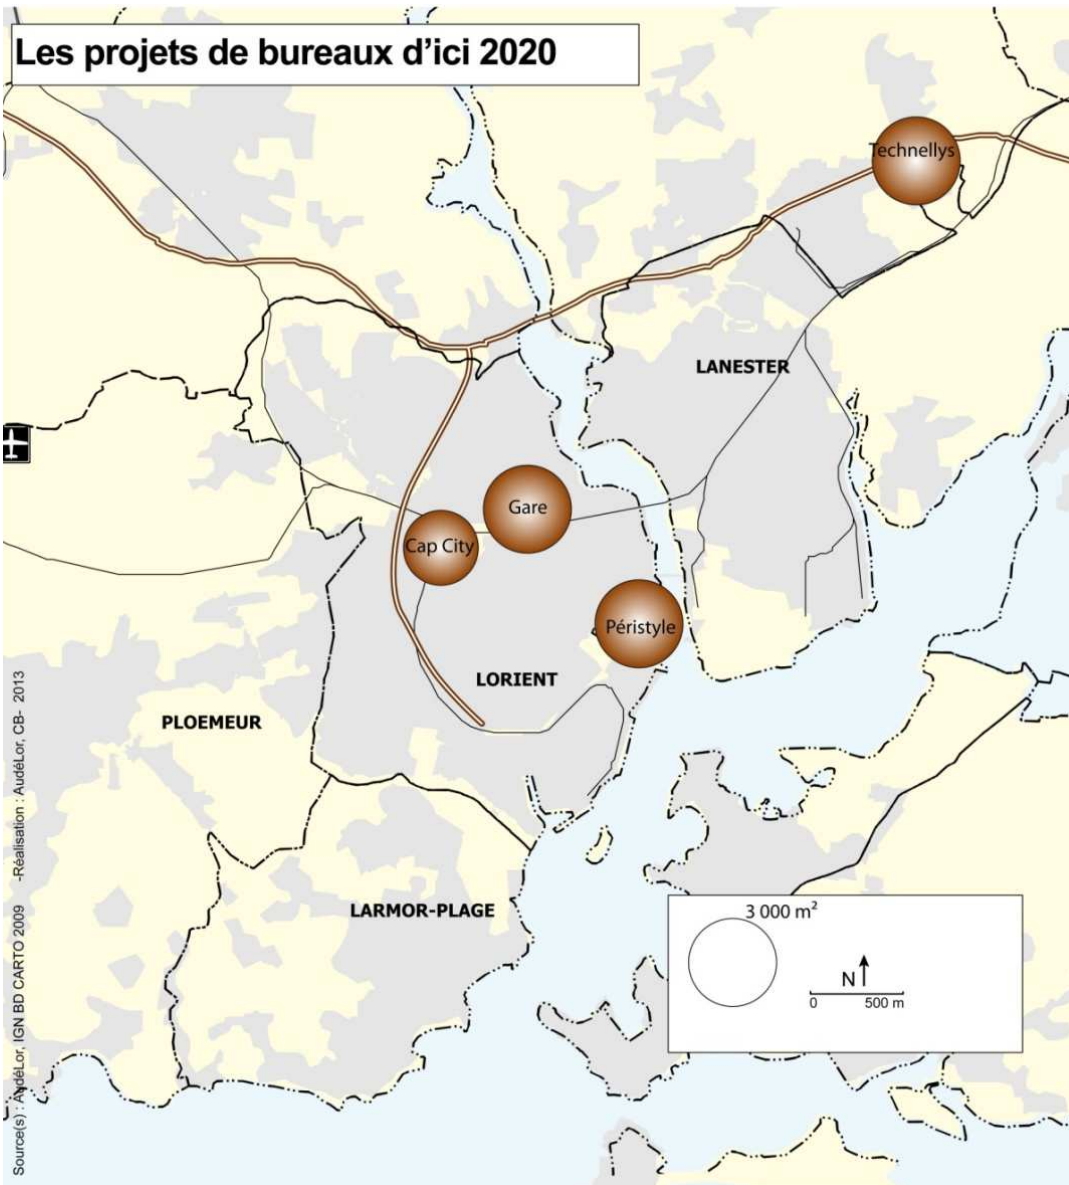 Les projets de bureaux d'ici 2020
Technellys
LANESTER
Gare
Cap City
Péristyle
LORIENT
PLOEMEUR
LARMOR-PLAGE
3 000 m²
N
0 500 m
Source(s) : AudéLor, IGN BD CARTO 2009 -Réalisation : AudéLor, CB- 2013